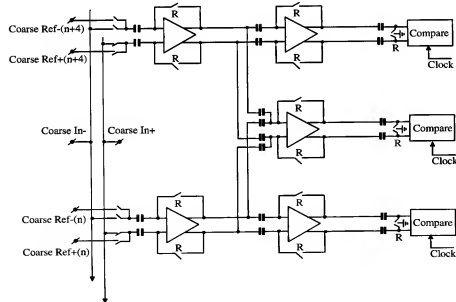 Coarse Ref-(n+4)
R
R
Compare
Coarse Ref+(n+4)
R
R
R
Clock
R
Coarse In-
Coarse In+
Compare
R
R
Clock
R
R
Coarse Ref-(n)
Compare
Coarse Ref+(n)
R
R
R
Clock